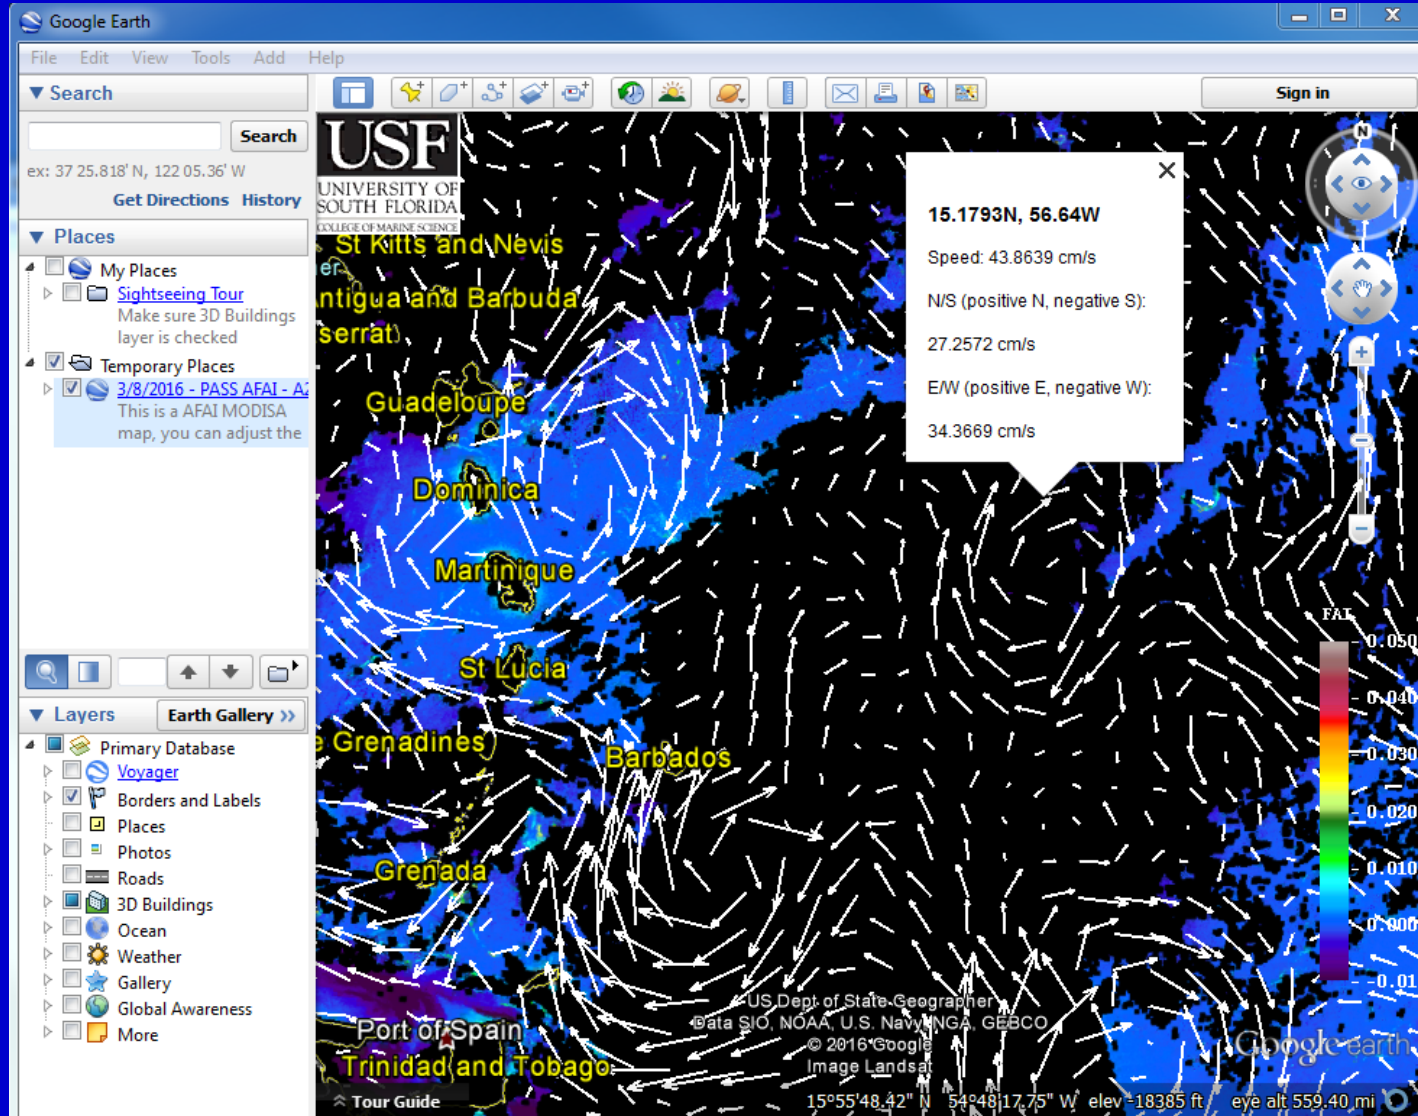 Google Earth
File Edit View Tools Add Help
Search
Sign in
Search
ex: 37 25.818' N, 122 05.36' W
Get Directions History
Places
My Places
Sightseeing Tour
Make sure 3D Buildings
layer is checked
Temporary Places
3/8/2016 - PASS AFAI - A2
This is a AFAI MODISA
map, you can adjust the
Layers
Earth Gallery >>
Primary Database
Voyager
Borders and Labels
Places
Photos
Roads
3D Buildings
Ocean
Weather
Gallery
Global Awareness
More
USF
UNIVERSITY OF
SOUTH FLORIDA
COLLEGE OF MARINE SCIENCE
St Kitts and Nevis
er
Antigua and Barbuda
serrat
Guadeloupe
Dominica
Martinique
St Lucia
e Grenadines
Barbados
Grenada
Port of Spain
Trinidad and Tobago
15.1793N, 56.64W
Speed: 43.8639 cm/s
N/S (positive N, negative S):
27.2572 cm/s
E/W (positive E, negative W):
34.3669 cm/s
N
FAI
0.050
0.040
0.030
0.020
0.010
0.000
-0.01
US Dept of State Geographer
Data SIO, NOAA, U.S. Navy, NGA, GEBCO
© 2016 Google
Image Landsat
Google earth
Tour Guide
15°55'48.42" N 54°48'17.75" W elev -18385 ft eye alt 559.40 mi